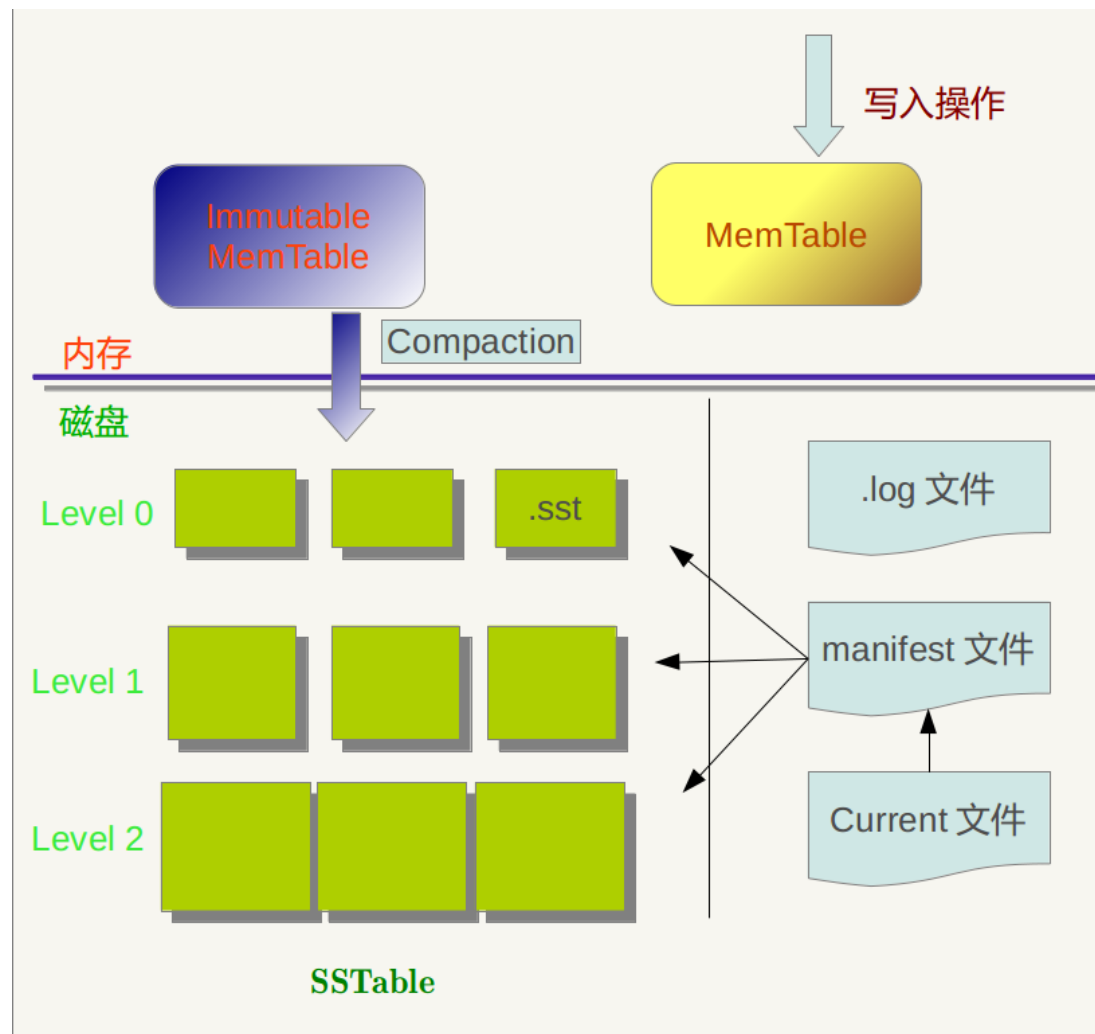 写入操作
Immutable
MemTable
MemTable
Compaction
内存
磁盘
Level 0
.sst
.log 文件
Level 1
manifest 文件
Level 2
Current 文件
SSTable